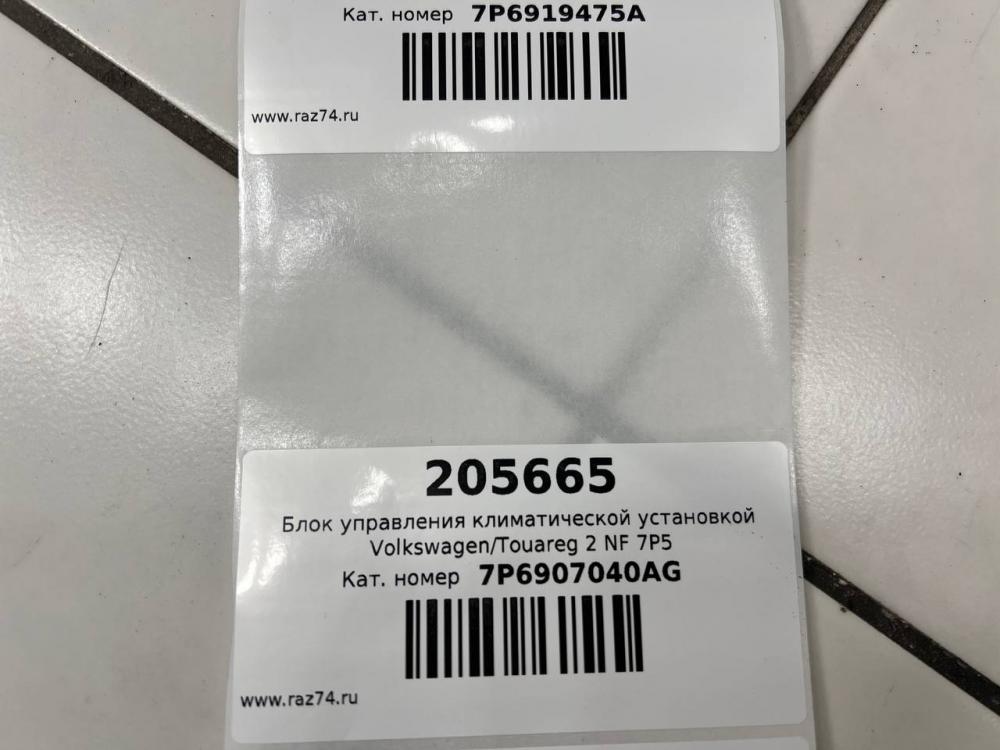 Кат. номер 7P6919475A
www.raz74.ru
205665
Блок управления климатической установкой
Volkswagen/Touareg 2 NF 7P5
Кат. номер 7P6907040AG
www.raz74.ru